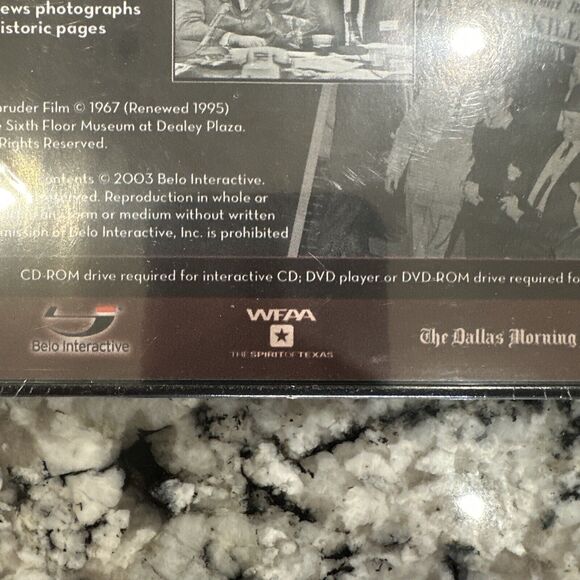 ews photographs
istoric pages
KILLE
pruder Film © 1967 (Renewed 1995)
Sixth Floor Museum at Dealey Plaza.
Rights Reserved.
ontents © 2003 Belo Interactive.
Reproduction in whole or
form or medium without written
mission of Belo Interactive, Inc. is prohibited
CD-ROM drive required for interactive CD; DVD player or DVD-ROM drive required fo
Belo Interactive
WFAA
THE SPIRIT OF TEXAS
The Dallas Morning